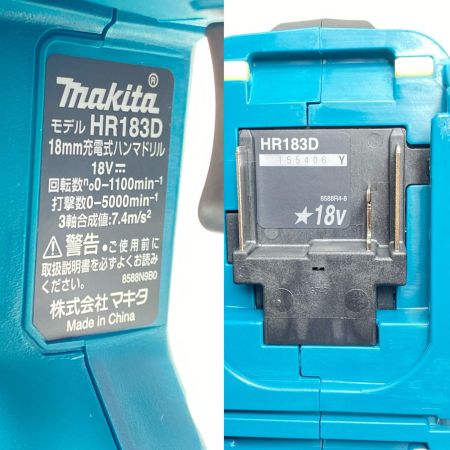 makita®
モデル HR183D
18mm充電式ハンマドリル
18V⎓
回転数n₀0-1100min-1
打撃数0-5000min-1
3軸合成値:7.4m/s2
⚠警告・ご使用前に
取扱説明書を必ずよくお読み
ください。
8588N9B0
株式会社マキタ
Made in China
HR183D
155406 Y
8588R4-8
★18V